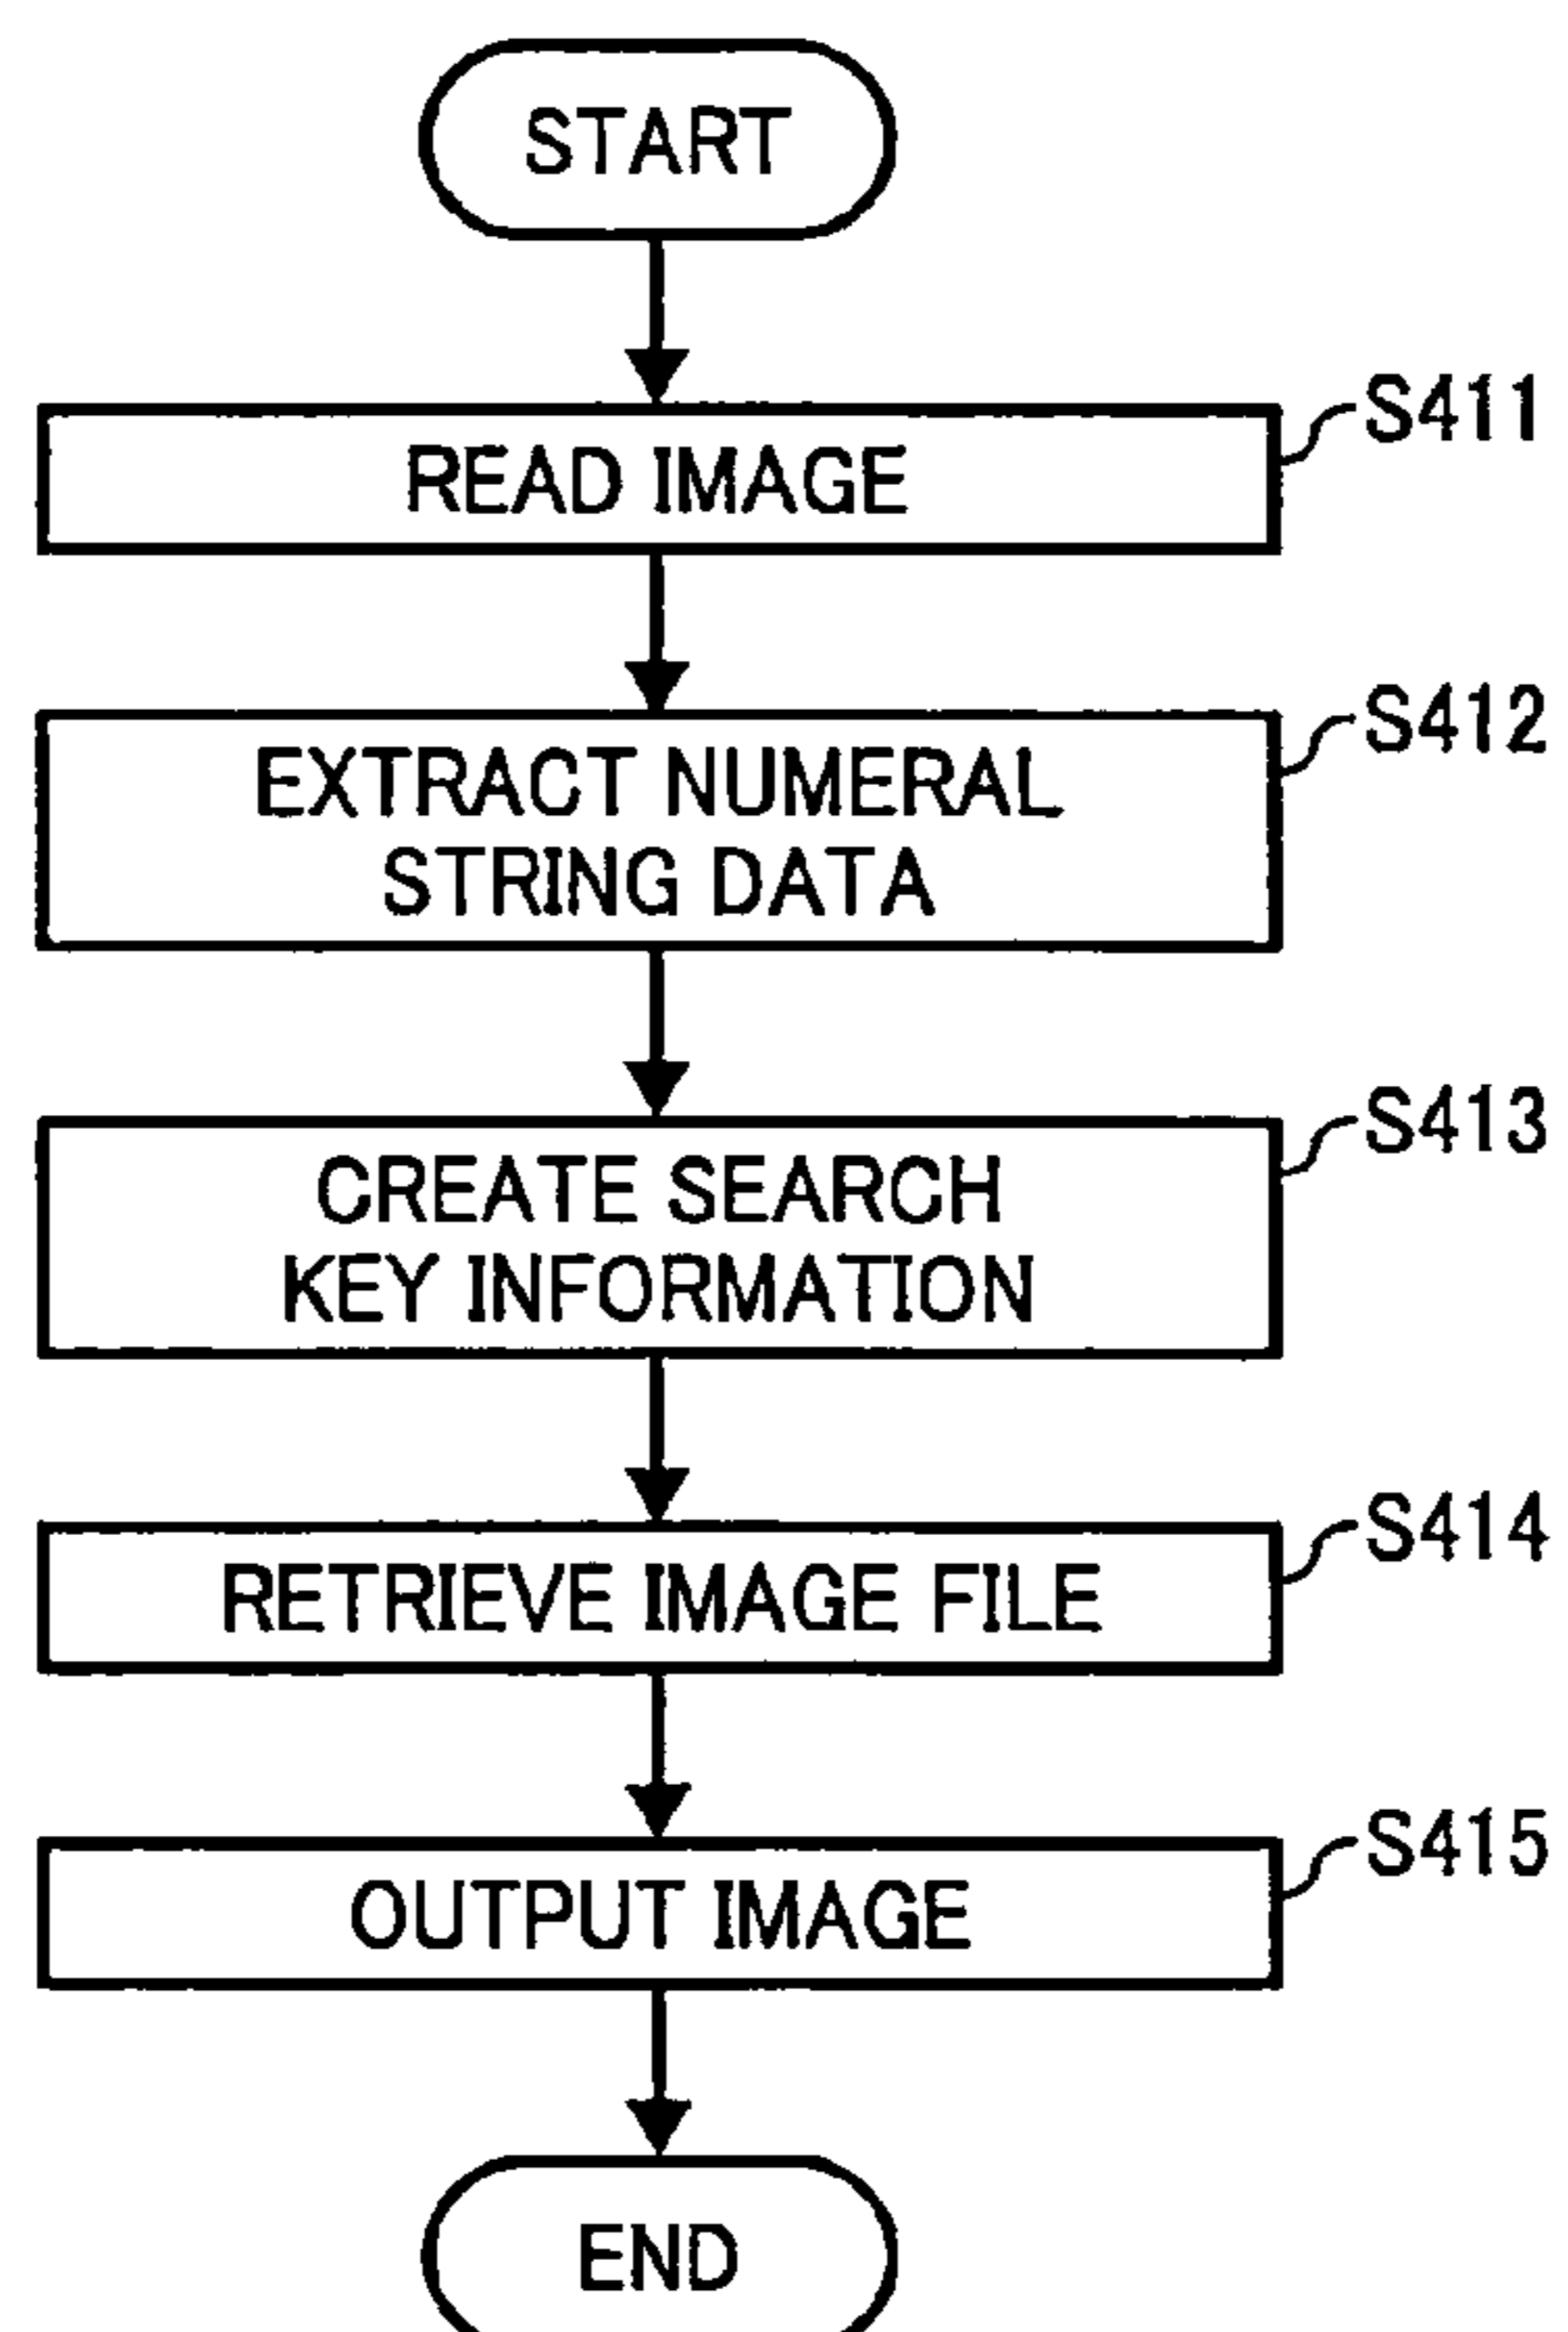 START
READ IMAGE
S411
EXTRACT NUMERAL
STRING DATA
S412
CREATE SEARCH
KEY INFORMATION
S413
RETRIEVE IMAGE FILE
S414
OUTPUT IMAGE
S415
END